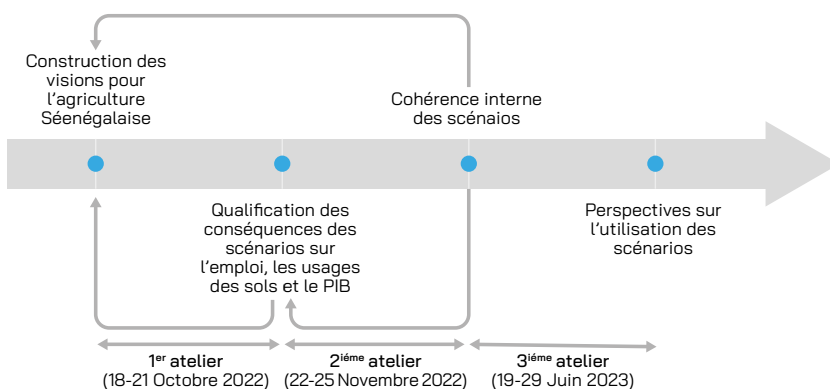 Construction des
visions pour
l'agriculture
Séenégalaise
Cohérence interne
des scénaios
Qualification des
conséquences des
scénarios sur
l'emploi, les usages
des sols et le PIB
Perspectives sur
l'utilisation des
scénarios
1er atelier
(18-21 Octobre 2022)
2iéme atelier
(22-25 Novembre 2022)
3iéme atelier
(19-29 Juin 2023)